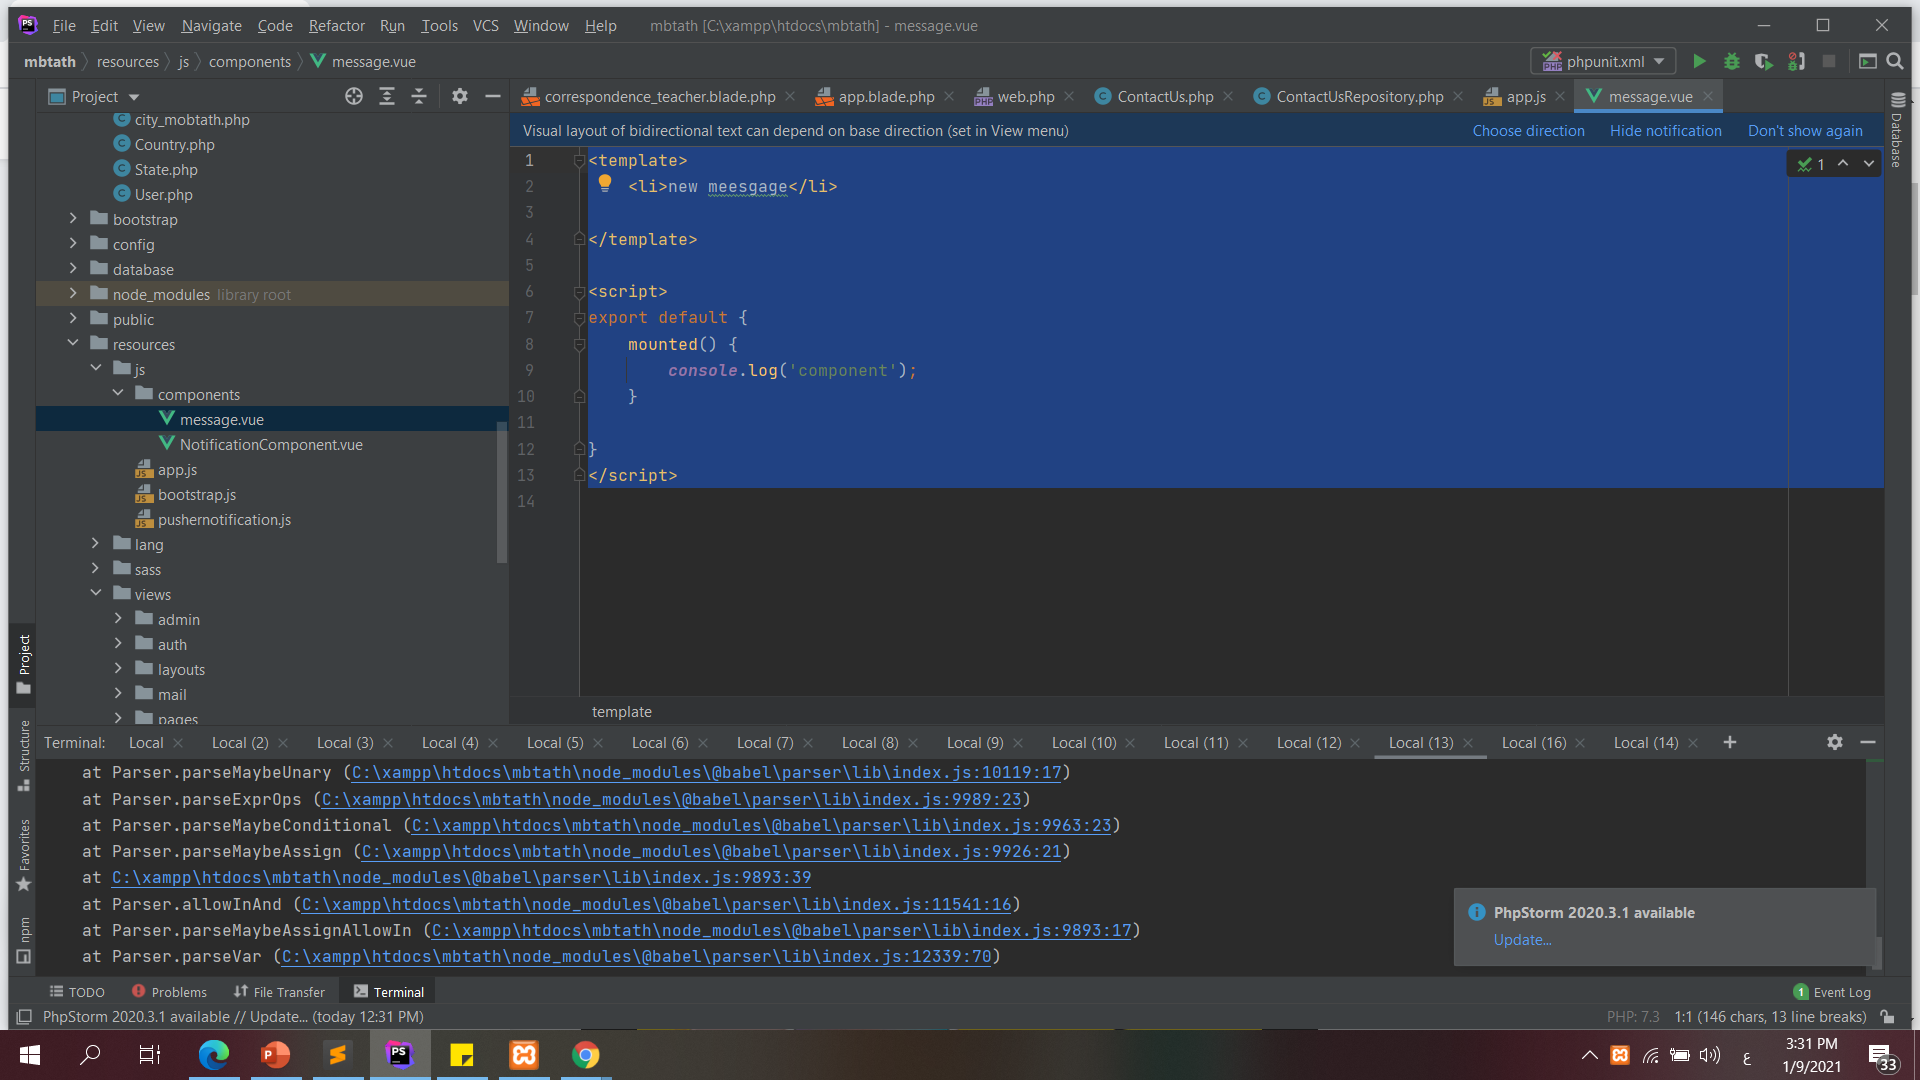 File Edit View Navigate Code Refactor Run Tools VCS Window Help mbtath [C:\xampp\htdocs\mbtath] - message.vue
mbtath resources js components message.vue
phpunit.xml
Project
correspondence_teacher.blade.php app.blade.php web.php ContactUs.php ContactUsRepository.php app.js message.vue
Visual layout of bidirectional text can depend on base direction (set in View menu) Choose direction Hide notification Don't show again
city_mobtath.php
Country.php
State.php
User.php
bootstrap
config
database
node_modules library root
public
resources
js
components
message.vue
NotificationComponent.vue
app.js
bootstrap.js
pushernotification.js
lang
sass
views
admin
auth
layouts
mail
pages
1 <template>
2 <li>new meesgage</li>
3
4 </template>
5
6 <script>
7 export default {
8 mounted() {
9 console.log('component');
10 }
11
12 }
13 </script>
14
1
template
Database
Project
Structure
Favorites
npm
Terminal: Local Local (2) Local (3) Local (4) Local (5) Local (6) Local (7) Local (8) Local (9) Local (10) Local (11) Local (12) Local (13) Local (16) Local (14)
at Parser.parseMaybeUnary (C:\xampp\htdocs\mbtath\node_modules\@babel\parser\lib\index.js:10119:17)
at Parser.parseExprOps (C:\xampp\htdocs\mbtath\node_modules\@babel\parser\lib\index.js:9989:23)
at Parser.parseMaybeConditional (C:\xampp\htdocs\mbtath\node_modules\@babel\parser\lib\index.js:9963:23)
at Parser.parseMaybeAssign (C:\xampp\htdocs\mbtath\node_modules\@babel\parser\lib\index.js:9926:21)
at C:\xampp\htdocs\mbtath\node_modules\@babel\parser\lib\index.js:9893:39
at Parser.allowInAnd (C:\xampp\htdocs\mbtath\node_modules\@babel\parser\lib\index.js:11541:16)
at Parser.parseMaybeAssignAllowIn (C:\xampp\htdocs\mbtath\node_modules\@babel\parser\lib\index.js:9893:17)
at Parser.parseVar (C:\xampp\htdocs\mbtath\node_modules\@babel\parser\lib\index.js:12339:70)
PhpStorm 2020.3.1 available
Update...
TODO Problems File Transfer Terminal 1 Event Log
PhpStorm 2020.3.1 available // Update... (today 12:31 PM) PHP: 7.3 1:1 (146 chars, 13 line breaks)
ع
3:31 PM
1/9/2021
33